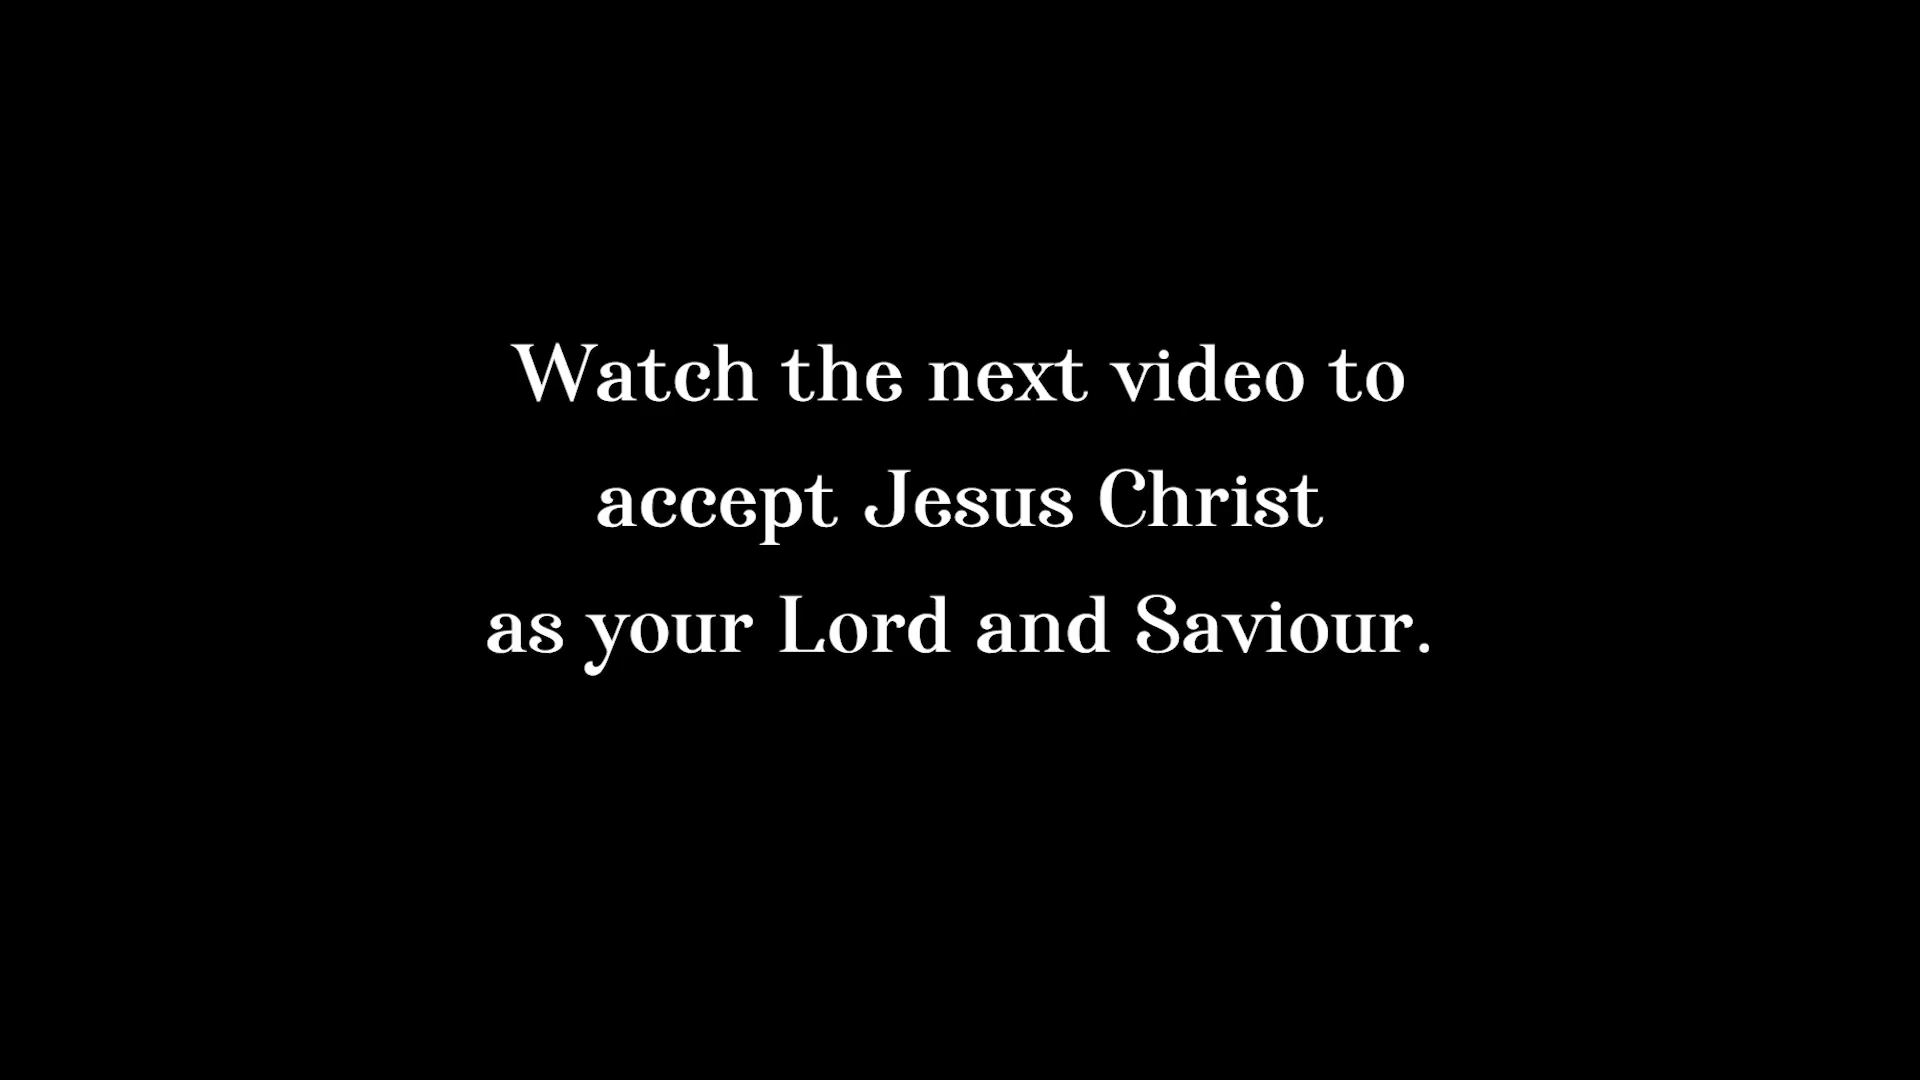 Watch the next video to
accept Jesus Christ
as your Lord and Saviour.